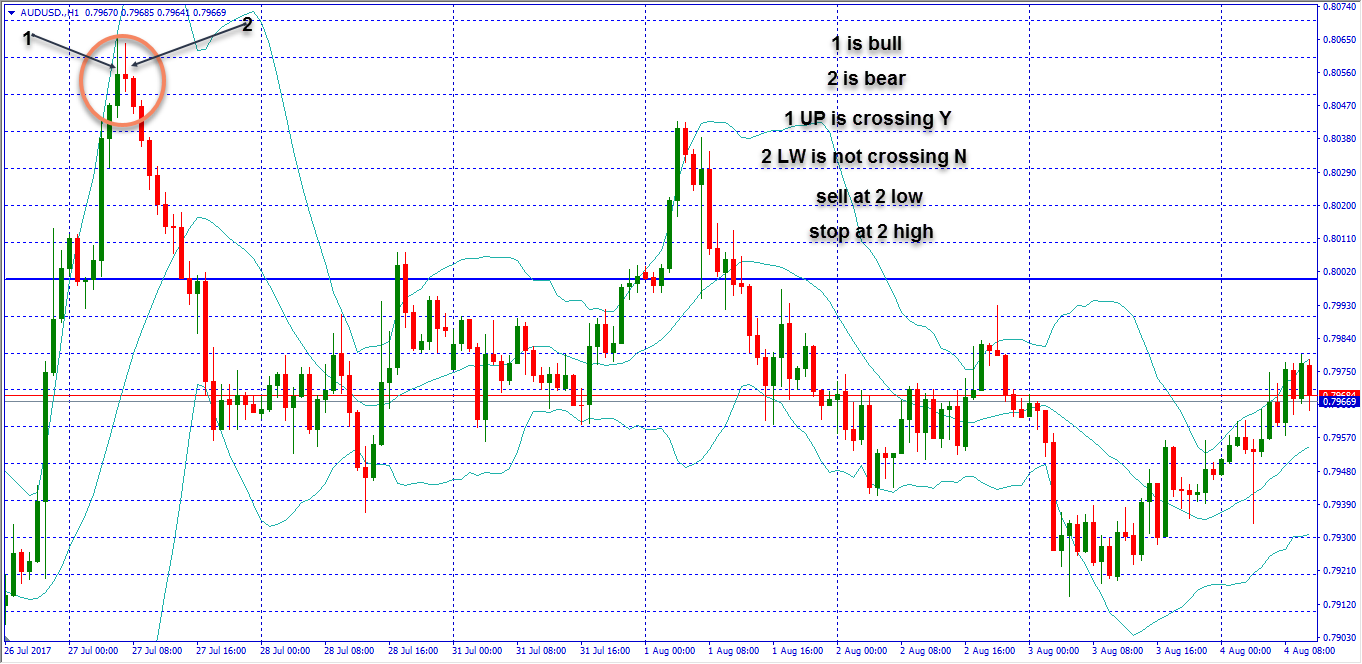 AUDUSD.,H1 0.79670 0.79685 0.79641 0.79669
1
2
1 is bull
2 is bear
1 UP is crossing Y
2 LW is not crossing N
sell at 2 low
stop at 2 high
0.80740
0.80650
0.80560
0.80470
0.80380
0.80290
0.80200
0.80110
0.80020
0.79930
0.79840
0.79750
0.79669
0.79570
0.79480
0.79390
0.79300
0.79210
0.79120
0.79030
26 Jul 2017
27 Jul 00:00
27 Jul 08:00
27 Jul 16:00
28 Jul 00:00
28 Jul 08:00
28 Jul 16:00
31 Jul 00:00
31 Jul 08:00
31 Jul 16:00
1 Aug 00:00
1 Aug 08:00
1 Aug 16:00
2 Aug 00:00
2 Aug 08:00
2 Aug 16:00
3 Aug 00:00
3 Aug 08:00
3 Aug 16:00
4 Aug 00:00
4 Aug 08:00